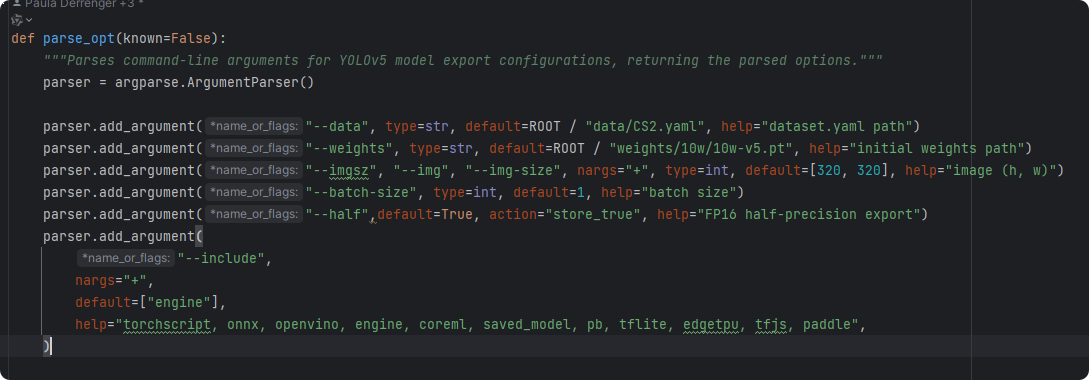 Paula Derrenger +3 *
def parse_opt(known=False):
    """Parses command-line arguments for YOLOv5 model export configurations, returning the parsed options."""
    parser = argparse.ArgumentParser()
    parser.add_argument( *name_or_flags: "--data", type=str, default=ROOT / "data/CS2.yaml", help="dataset.yaml path")
    parser.add_argument( *name_or_flags: "--weights", type=str, default=ROOT / "weights/10w/10w-v5.pt", help="initial weights path")
    parser.add_argument( *name_or_flags: "--imgsz", "--img", "--img-size", nargs="+", type=int, default=[320, 320], help="image (h, w)")
    parser.add_argument( *name_or_flags: "--batch-size", type=int, default=1, help="batch size")
    parser.add_argument( *name_or_flags: "--half",default=True, action="store_true", help="FP16 half-precision export")
    parser.add_argument(
        *name_or_flags: "--include",
        nargs="+",
        default=["engine"],
        help="torchscript, onnx, openvino, engine, coreml, saved_model, pb, tflite, edgetpu, tfjs, paddle",
    )